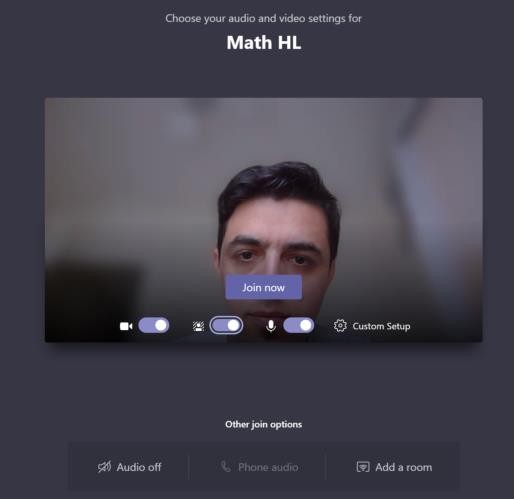 Choose your audio and video settings for
Math HL
Join now
Custom Setup
Other join options
Audio off
Phone audio
Add a room